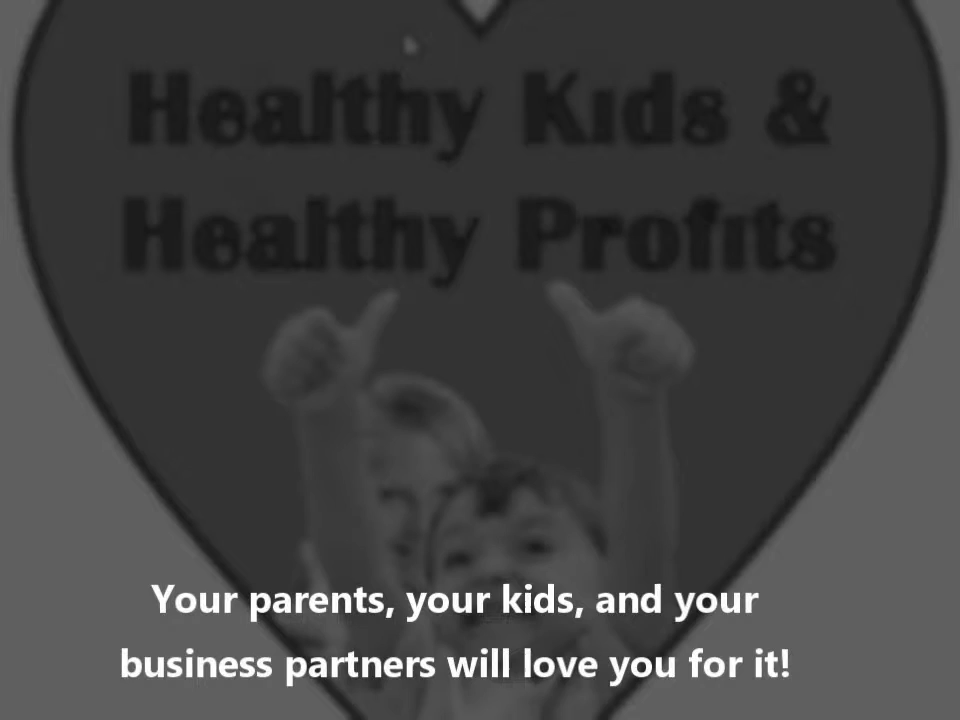 Healthy Kids &
Healthy Profits
Your parents, your kids, and your
business partners will love you for it!